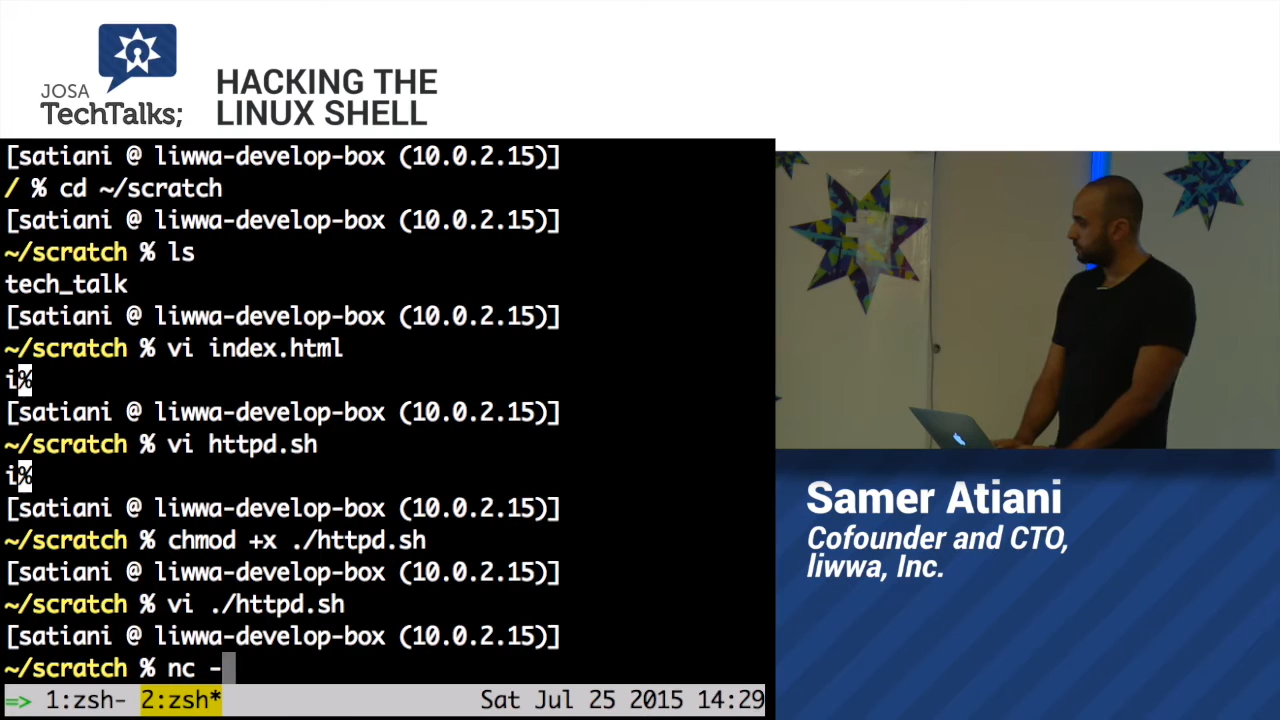 JOSA
TechTalks;
HACKING THE
LINUX SHELL
[satiani @ liwwa-develop-box (10.0.2.15)]
/ % cd ~/scratch
[satiani @ liwwa-develop-box (10.0.2.15)]
~/scratch % ls
tech_talk
[satiani @ liwwa-develop-box (10.0.2.15)]
~/scratch % vi index.html
i%
[satiani @ liwwa-develop-box (10.0.2.15)]
~/scratch % vi httpd.sh
i%
[satiani @ liwwa-develop-box (10.0.2.15)]
~/scratch % chmod +x ./httpd.sh
[satiani @ liwwa-develop-box (10.0.2.15)]
~/scratch % vi ./httpd.sh
[satiani @ liwwa-develop-box (10.0.2.15)]
~/scratch % nc -
=> 1:zsh- 2:zsh* Sat Jul 25 2015 14:29
Samer Atiani
Cofounder and CTO,
liwwa, Inc.